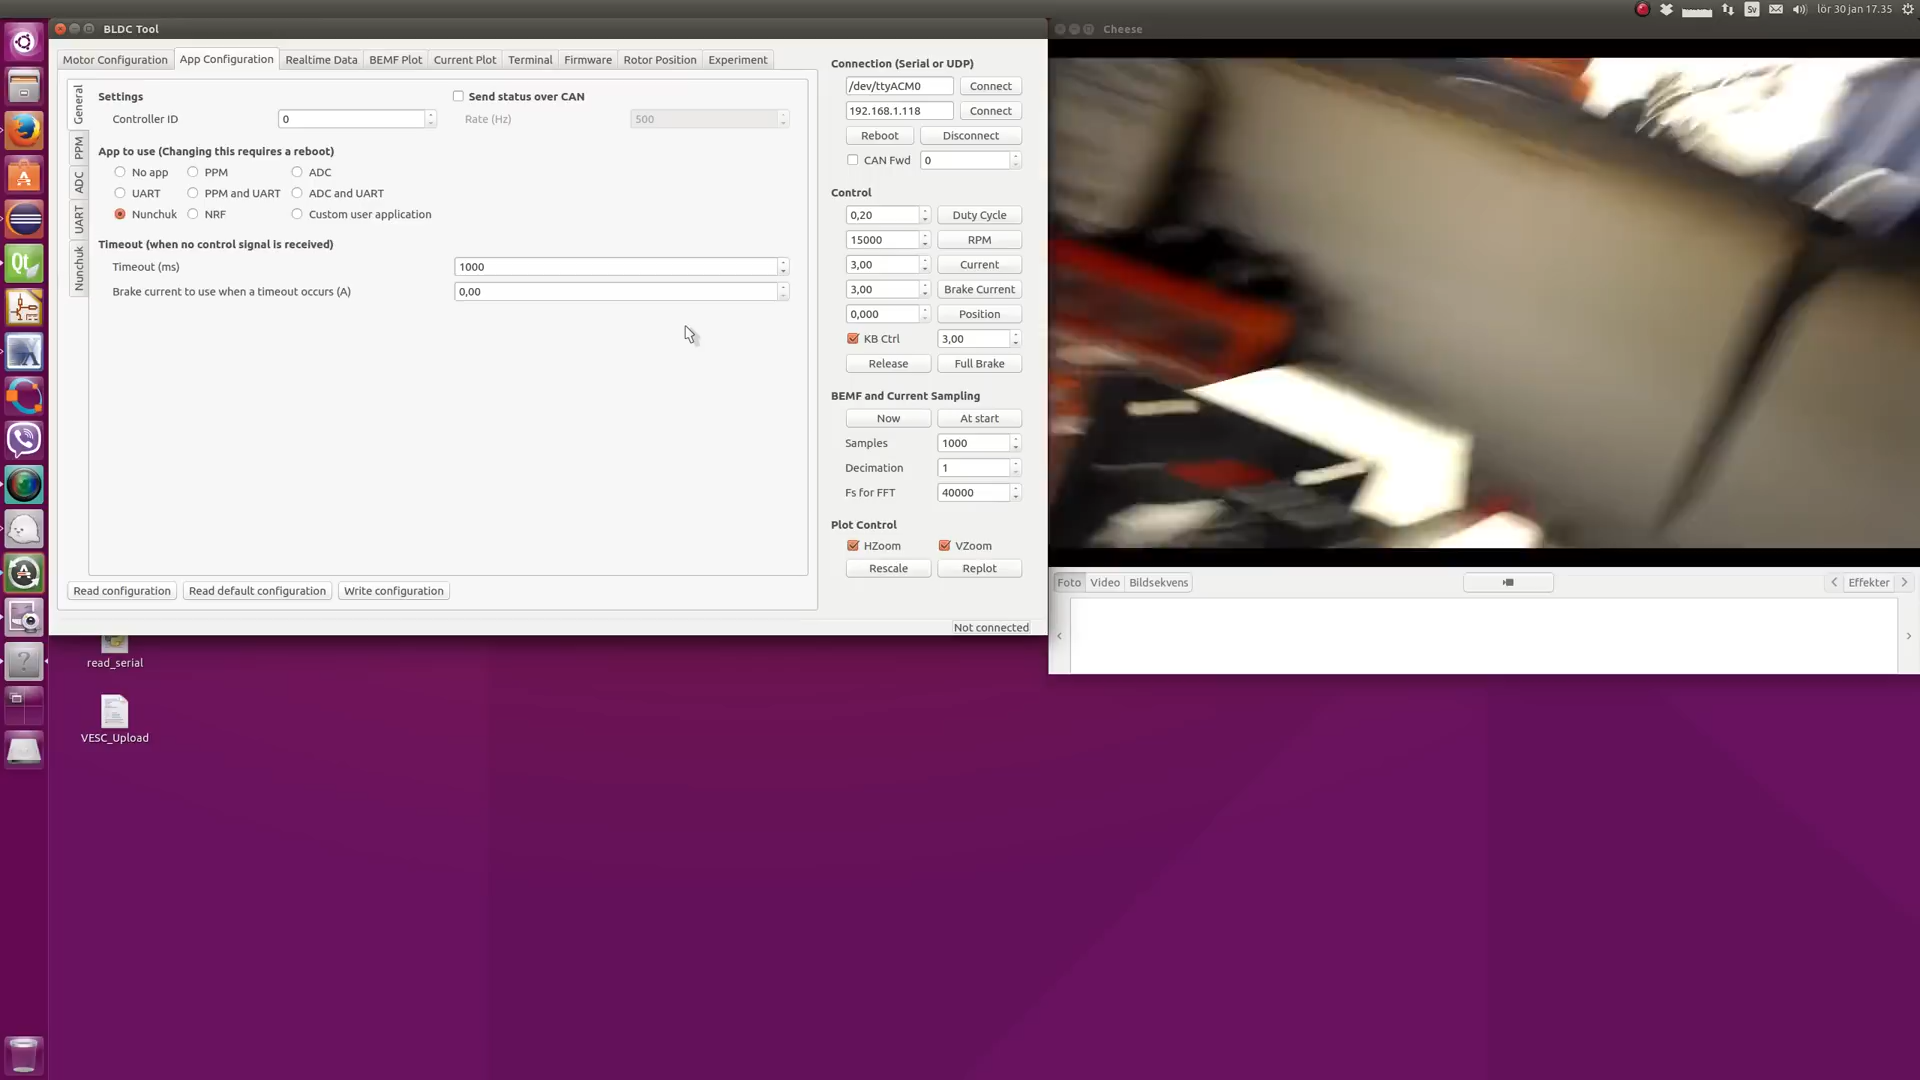 Sv
lör 30 jan 17.35
BLDC Tool
Cheese
Motor Configuration
App Configuration
Realtime Data
BEMF Plot
Current Plot
Terminal
Firmware
Rotor Position
Experiment
General
PPM
ADC
UART
Nunchuk
Settings
Send status over CAN
Controller ID
0
Rate (Hz)
500
App to use (Changing this requires a reboot)
No app
PPM
ADC
UART
PPM and UART
ADC and UART
Nunchuk
NRF
Custom user application
Timeout (when no control signal is received)
Timeout (ms)
1000
Brake current to use when a timeout occurs (A)
0,00
Read configuration
Read default configuration
Write configuration
Connection (Serial or UDP)
/dev/ttyACM0
Connect
192.168.1.118
Connect
Reboot
Disconnect
CAN Fwd
0
Control
0,20
Duty Cycle
15000
RPM
3,00
Current
3,00
Brake Current
0,000
Position
KB Ctrl
3,00
Release
Full Brake
BEMF and Current Sampling
Now
At start
Samples
1000
Decimation
1
Fs for FFT
40000
Plot Control
HZoom
VZoom
Rescale
Replot
Not connected
Foto
Video
Bildsekvens
Effekter
read_serial
VESC_Upload
Qt